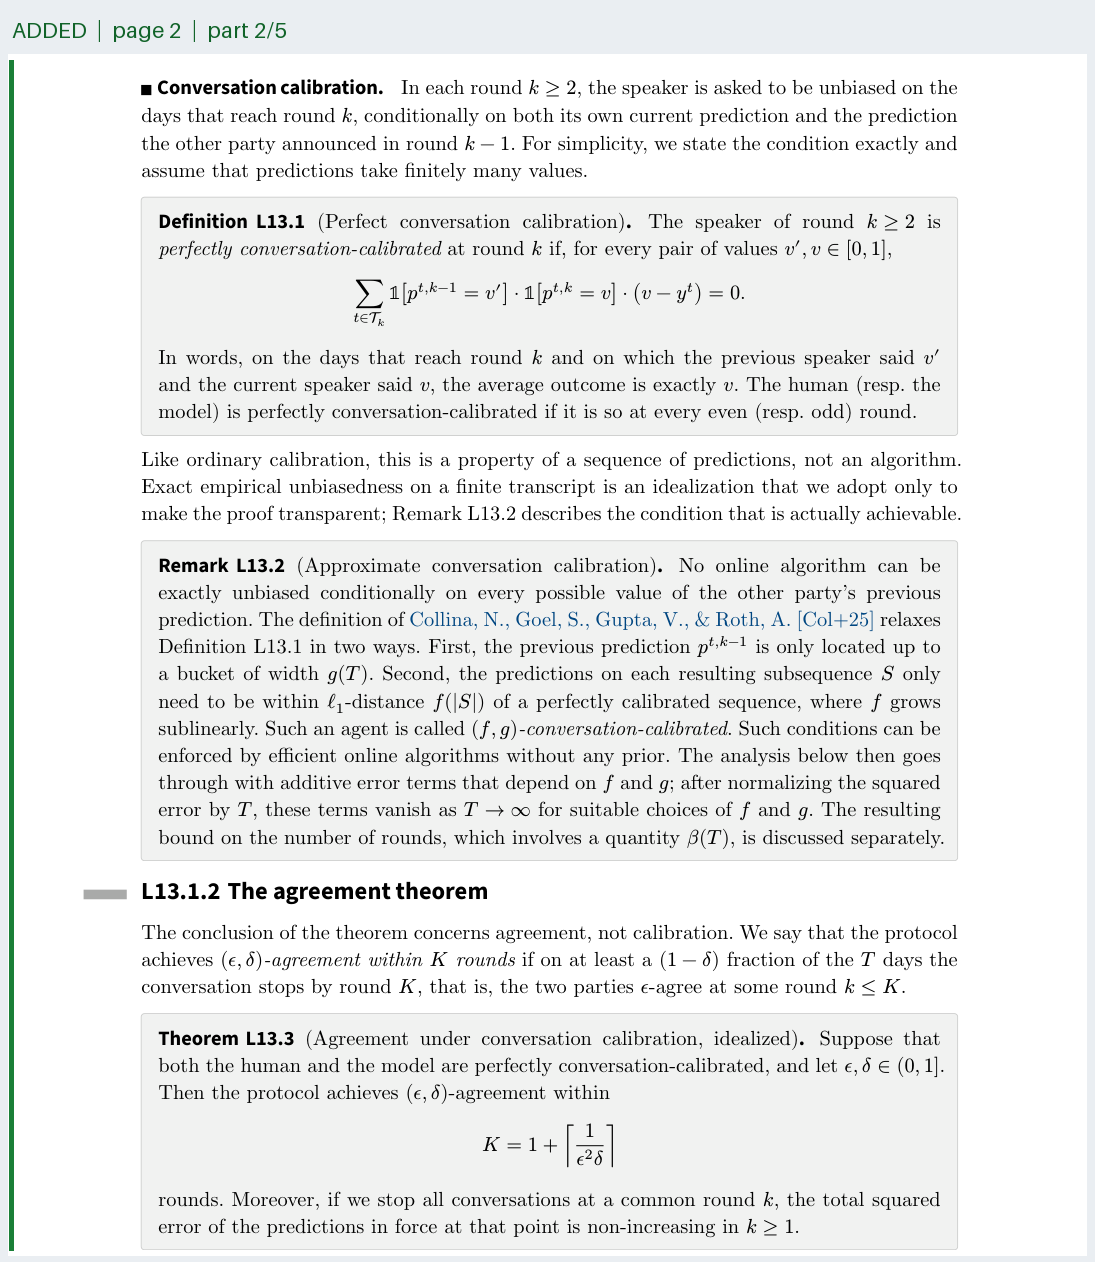 ADDED | page 2 | part 2/5
■ Conversation calibration. In each round k ≥ 2, the speaker is asked to be unbiased on the
days that reach round k, conditionally on both its own current prediction and the prediction
the other party announced in round k − 1. For simplicity, we state the condition exactly and
assume that predictions take finitely many values.
Definition L13.1 (Perfect conversation calibration). The speaker of round k ≥ 2 is
perfectly conversation-calibrated at round k if, for every pair of values v′, v ∈ [0, 1],
∑_{t∈𝒯_k} 𝟙[p^{t,k−1} = v′] · 𝟙[p^{t,k} = v] · (v − y^t) = 0.
In words, on the days that reach round k and on which the previous speaker said v′
and the current speaker said v, the average outcome is exactly v. The human (resp. the
model) is perfectly conversation-calibrated if it is so at every even (resp. odd) round.
Like ordinary calibration, this is a property of a sequence of predictions, not an algorithm.
Exact empirical unbiasedness on a finite transcript is an idealization that we adopt only to
make the proof transparent; Remark L13.2 describes the condition that is actually achievable.
Remark L13.2 (Approximate conversation calibration). No online algorithm can be
exactly unbiased conditionally on every possible value of the other party's previous
prediction. The definition of Collina, N., Goel, S., Gupta, V., & Roth, A. [Col+25] relaxes
Definition L13.1 in two ways. First, the previous prediction p^{t,k−1} is only located up to
a bucket of width g(T). Second, the predictions on each resulting subsequence S only
need to be within ℓ₁-distance f(|S|) of a perfectly calibrated sequence, where f grows
sublinearly. Such an agent is called (f, g)-conversation-calibrated. Such conditions can be
enforced by efficient online algorithms without any prior. The analysis below then goes
through with additive error terms that depend on f and g; after normalizing the squared
error by T, these terms vanish as T → ∞ for suitable choices of f and g. The resulting
bound on the number of rounds, which involves a quantity β(T), is discussed separately.
L13.1.2 The agreement theorem
The conclusion of the theorem concerns agreement, not calibration. We say that the protocol
achieves (ϵ, δ)-agreement within K rounds if on at least a (1 − δ) fraction of the T days the
conversation stops by round K, that is, the two parties ϵ-agree at some round k ≤ K.
Theorem L13.3 (Agreement under conversation calibration, idealized). Suppose that
both the human and the model are perfectly conversation-calibrated, and let ϵ, δ ∈ (0, 1].
Then the protocol achieves (ϵ, δ)-agreement within
K = 1 + ⌈1/(ϵ²δ)⌉
rounds. Moreover, if we stop all conversations at a common round k, the total squared
error of the predictions in force at that point is non-increasing in k ≥ 1.